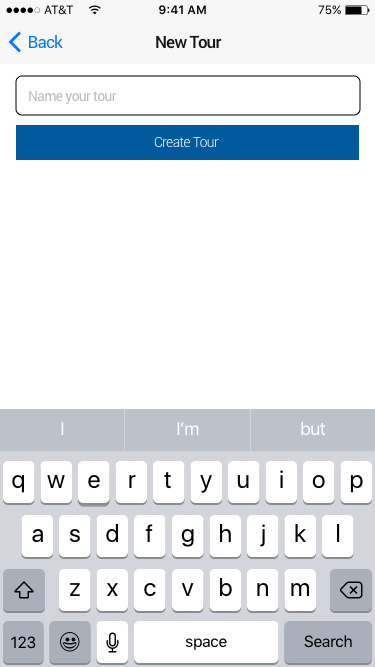 AT&T 9:41 AM 75%
Back New Tour
Name your tour
Create Tour
I I'm but
q w e r t y u i o p
a s d f g h j k l
z x c v b n m
123 space Search